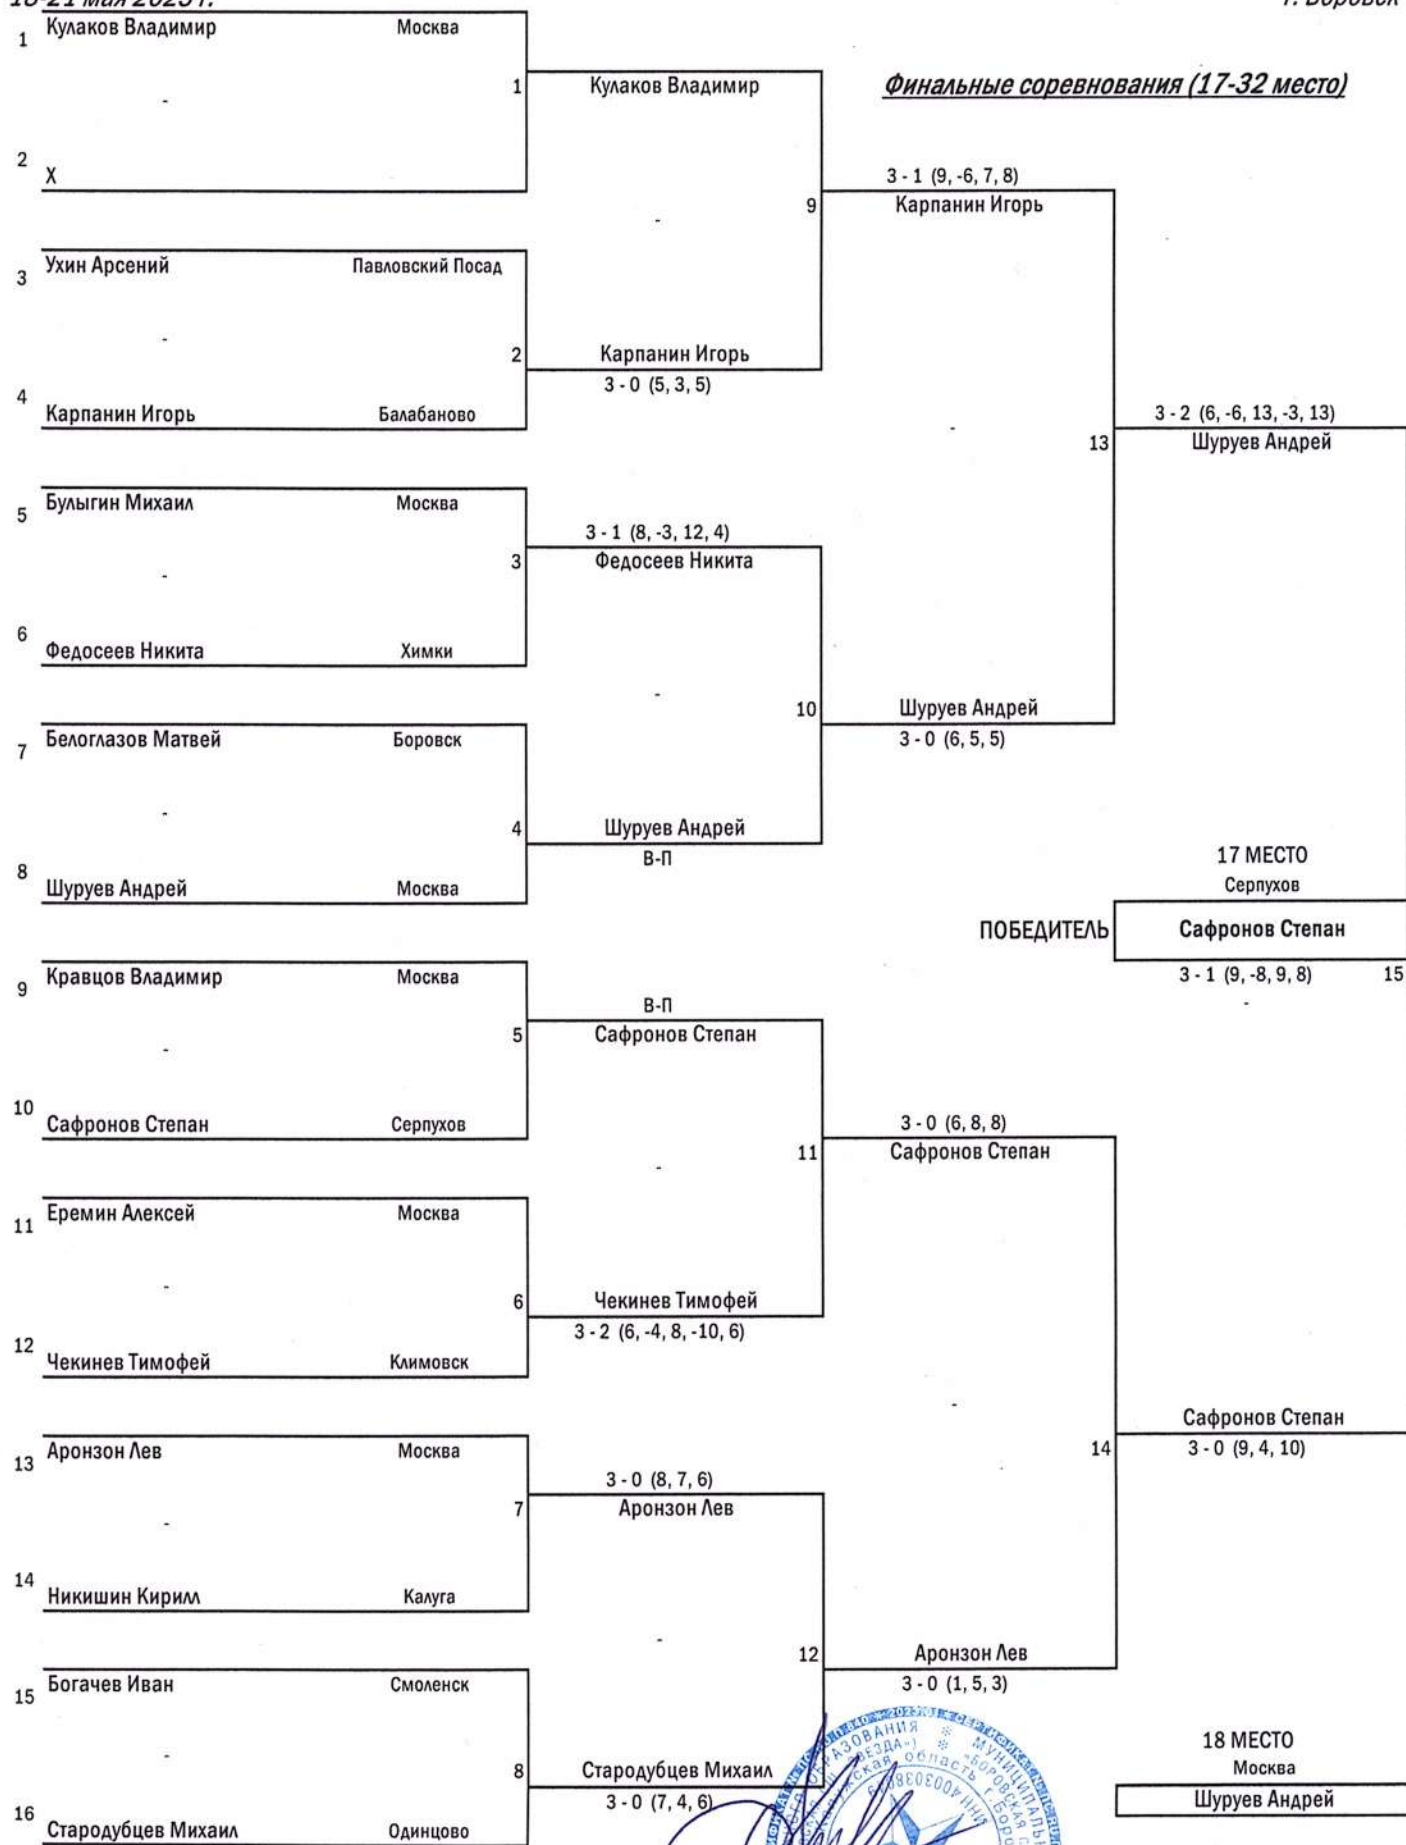 18-21 мая 2023 г.
г. Боровск
1 Кулаков Владимир Москва
1 Кулаков Владимир
Финальные соревнования (17-32 место)
2 X
3 - 1 (9, -6, 7, 8)
9 Карпанин Игорь
3 Ухин Арсений Павловский Посад
2 Карпанин Игорь
3 - 0 (5, 3, 5)
4 Карпанин Игорь Балабаново
3 - 2 (6, -6, 13, -3, 13)
13 Шуруев Андрей
5 Булыгин Михаил Москва
3 - 1 (8, -3, 12, 4)
3 Федосеев Никита
6 Федосеев Никита Химки
10 Шуруев Андрей
3 - 0 (6, 5, 5)
7 Белоглазов Матвей Боровск
4 Шуруев Андрей
В-П
8 Шуруев Андрей Москва
17 МЕСТО
Серпухов
ПОБЕДИТЕЛЬ Сафронов Степан
3 - 1 (9, -8, 9, 8) 15
9 Кравцов Владимир Москва
В-П
5 Сафронов Степан
10 Сафронов Степан Серпухов
3 - 0 (6, 8, 8)
11 Сафронов Степан
11 Еремин Алексей Москва
6 Чекинев Тимофей
3 - 2 (6, -4, 8, -10, 6)
12 Чекинев Тимофей Климовск
Сафронов Степан
14 3 - 0 (9, 4, 10)
13 Аронзон Лев Москва
3 - 0 (8, 7, 6)
7 Аронзон Лев
14 Никишин Кирилл Калуга
12 Аронзон Лев
3 - 0 (1, 5, 3)
15 Богачев Иван Смоленск
8 Стародубцев Михаил
3 - 0 (7, 4, 6)
16 Стародубцев Михаил Одинцово
18 МЕСТО
Москва
Шуруев Андрей